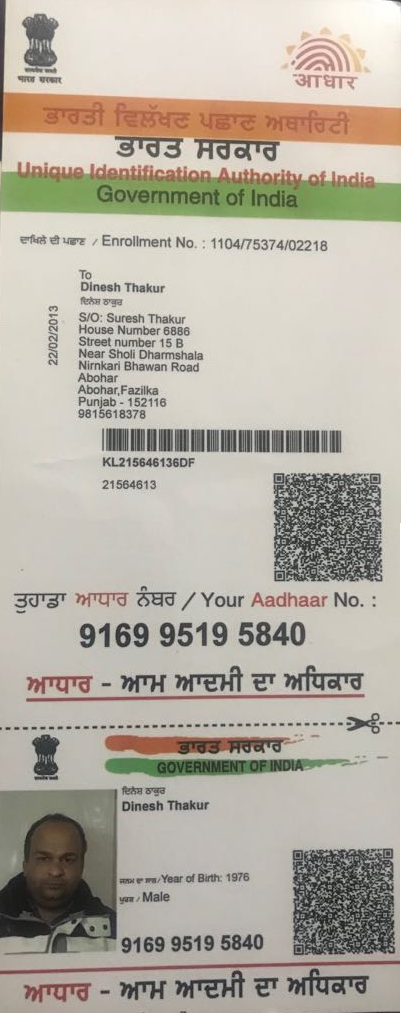 भारत सरकार
ਆਧਾਰ
ਭਾਰਤੀ ਵਿਲੱਖਣ ਪਛਾਣ ਅਥਾਰਿਟੀ
ਭਾਰਤ ਸਰਕਾਰ
Unique Identification Authority of India
Government of India
ਦਾਖਿਲੇ ਦੀ ਪਛਾਣ / Enrollment No. : 1104/75374/02218
22/02/2013
To
Dinesh Thakur
ਦਿਨੇਸ਼ ਠਾਕੁਰ
S/O: Suresh Thakur
House Number 6886
Street number 15 B
Near Sholi Dharmshala
Nirnkari Bhawan Road
Abohar
Abohar,Fazilka
Punjab - 152116
9815618378
KL215646136DF
21564613
ਤੁਹਾਡਾ ਆਧਾਰ ਨੰਬਰ / Your Aadhaar No. :
9169 9519 5840
ਆਧਾਰ - ਆਮ ਆਦਮੀ ਦਾ ਅਧਿਕਾਰ
ਭਾਰਤ ਸਰਕਾਰ
GOVERNMENT OF INDIA
ਦਿਨੇਸ਼ ਠਾਕੁਰ
Dinesh Thakur
ਜਨਮ ਦਾ ਸਾਲ/Year of Birth: 1976
ਪੁਰਸ਼ / Male
9169 9519 5840
ਆਧਾਰ - ਆਮ ਆਦਮੀ ਦਾ ਅਧਿਕਾਰ